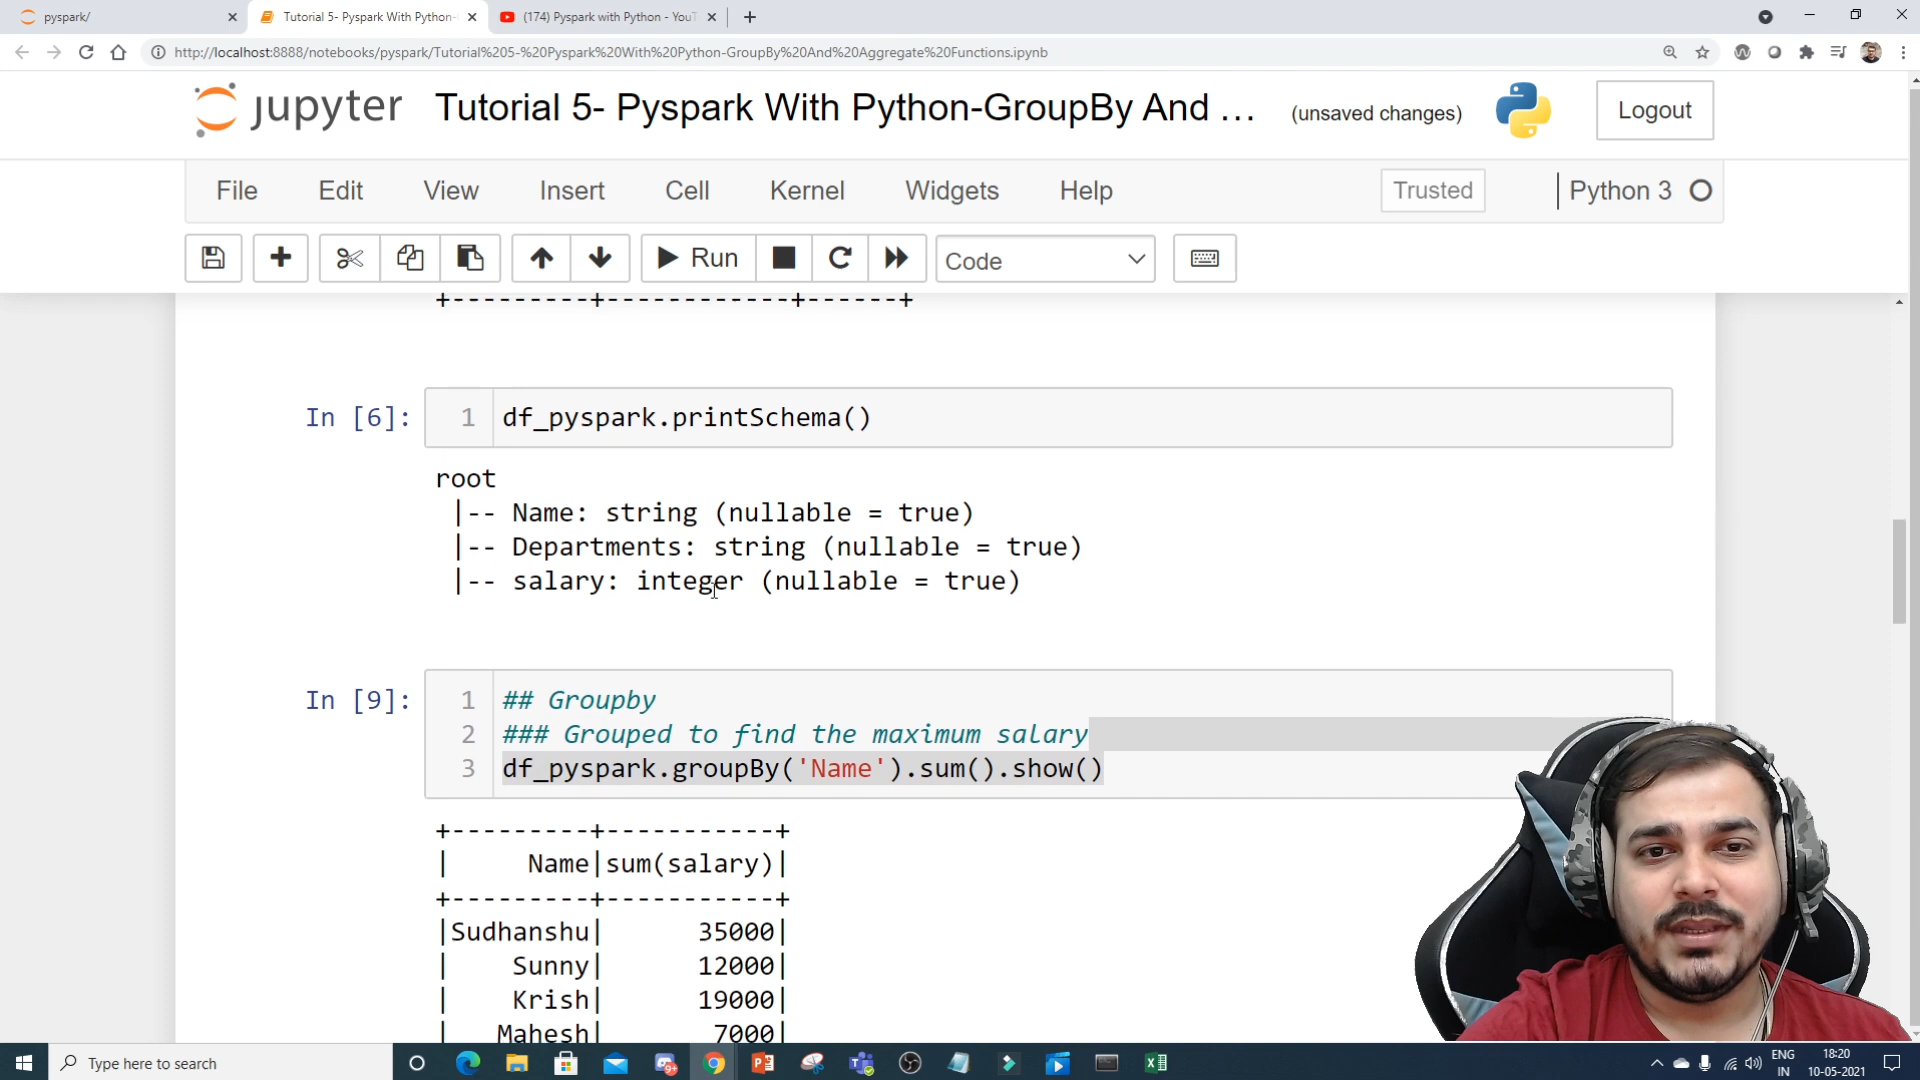 pyspark/
Tutorial 5- Pyspark With Python-
(174) Pyspark with Python - YouT
http://localhost:8888/notebooks/pyspark/Tutorial%205-%20Pyspark%20With%20Python-GroupBy%20And%20Aggregate%20Functions.ipynb
jupyter Tutorial 5- Pyspark With Python-GroupBy And ... (unsaved changes) Logout
File Edit View Insert Cell Kernel Widgets Help Trusted Python 3
Run Code
+---------+------------+------+
In [6]: 1 df_pyspark.printSchema()
root
|-- Name: string (nullable = true)
|-- Departments: string (nullable = true)
|-- salary: integer (nullable = true)
In [9]: 1 ## Groupby
2 ### Grouped to find the maximum salary
3 df_pyspark.groupBy('Name').sum().show()
+---------+-----------+
|     Name|sum(salary)|
+---------+-----------+
|Sudhanshu|      35000|
|    Sunny|      12000|
|    Krish|      19000|
|   Mahesh|       7000|
Type here to search
ENG
IN
18:20
10-05-2021